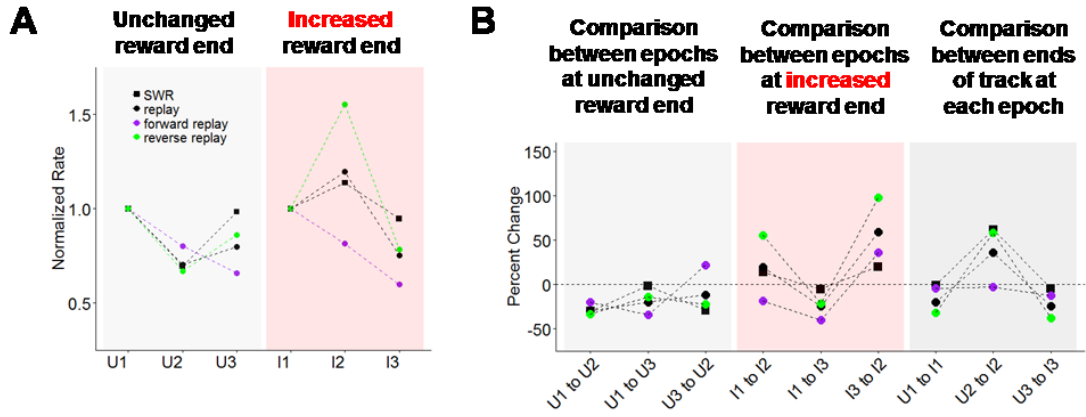 A
Unchanged
reward end
Increased
reward end
SWR
replay
forward replay
reverse replay
Normalized Rate
1.5
1.0
0.5
U1 U2 U3 I1 I2 I3
B
Comparison
between epochs
at unchanged
reward end
Comparison
between epochs
at increased
reward end
Comparison
between ends
of track at
each epoch
Percent Change
150
100
50
0
-50
U1 to U2
U1 to U3
U3 to U2
I1 to I2
I1 to I3
I3 to I2
U1 to I1
U2 to I2
U3 to I3